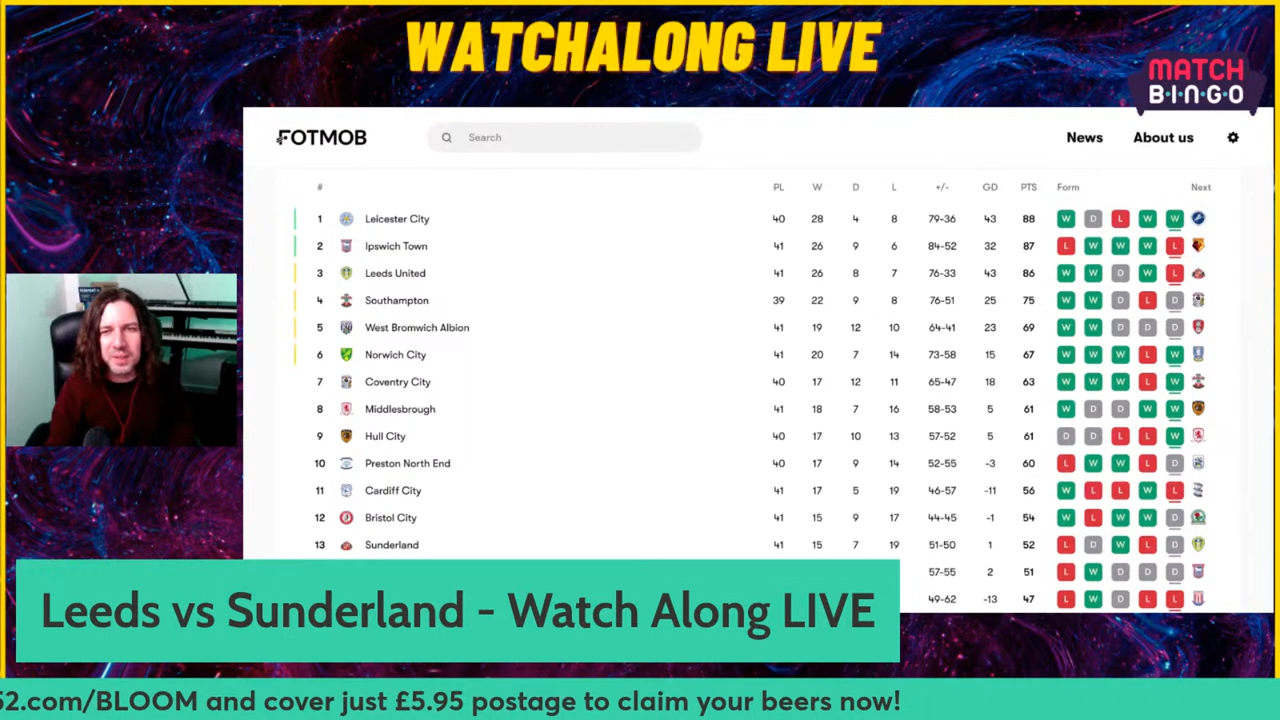 WATCHALONG LIVE
MATCH
B·I·N·G·O
FOTMOB Search News About us
# PL W D L +/- GD PTS Form Next
1 Leicester City 40 28 4 8 79-36 43 88 W D L W W
2 Ipswich Town 41 26 9 6 84-52 32 87 L W W W L
3 Leeds United 41 26 8 7 76-33 43 86 W W D W L
4 Southampton 39 22 9 8 76-51 25 75 W W D L D
5 West Bromwich Albion 41 19 12 10 64-41 23 69 W W D D D
6 Norwich City 41 20 7 14 73-58 15 67 W W W L W
7 Coventry City 40 17 12 11 65-47 18 63 W W W L W
8 Middlesbrough 41 18 7 16 58-53 5 61 W D D W W
9 Hull City 40 17 10 13 57-52 5 61 D D L L W
10 Preston North End 40 17 9 14 52-55 -3 60 L W W L D
11 Cardiff City 41 17 5 19 46-57 -11 56 W L L W L
12 Bristol City 41 15 9 17 44-45 -1 54 W L W W D
13 Sunderland 41 15 7 19 51-50 1 52 L D W L D
57-55 2 51 L W D D D
49-62 -13 47 L W D L L
Leeds vs Sunderland - Watch Along LIVE
52.com/BLOOM and cover just £5.95 postage to claim your beers now!